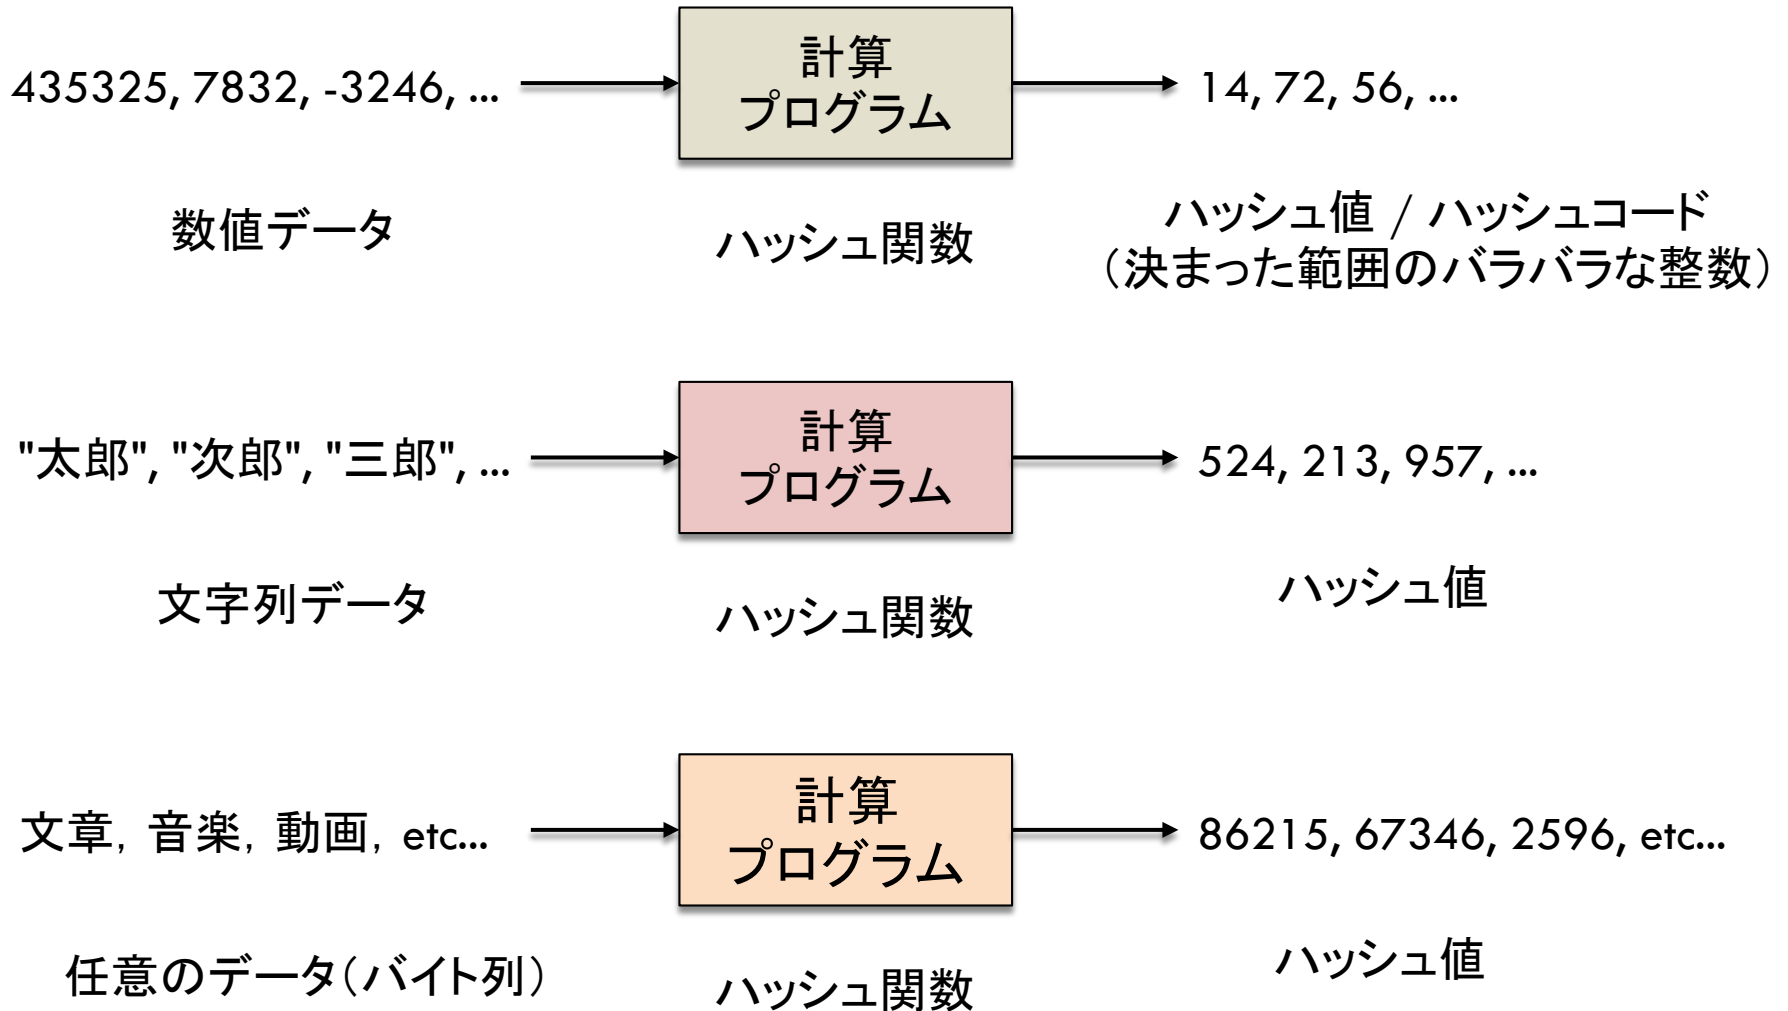 435325, 7832, -3246, ...
計算
プログラム
14, 72, 56, ...
数値データ
ハッシュ関数
ハッシュ値 / ハッシュコード
（決まった範囲のバラバラな整数）
"太郎", "次郎", "三郎", ...
計算
プログラム
524, 213, 957, ...
文字列データ
ハッシュ関数
ハッシュ値
文章, 音楽, 動画, etc...
計算
プログラム
86215, 67346, 2596, etc...
任意のデータ（バイト列）
ハッシュ関数
ハッシュ値